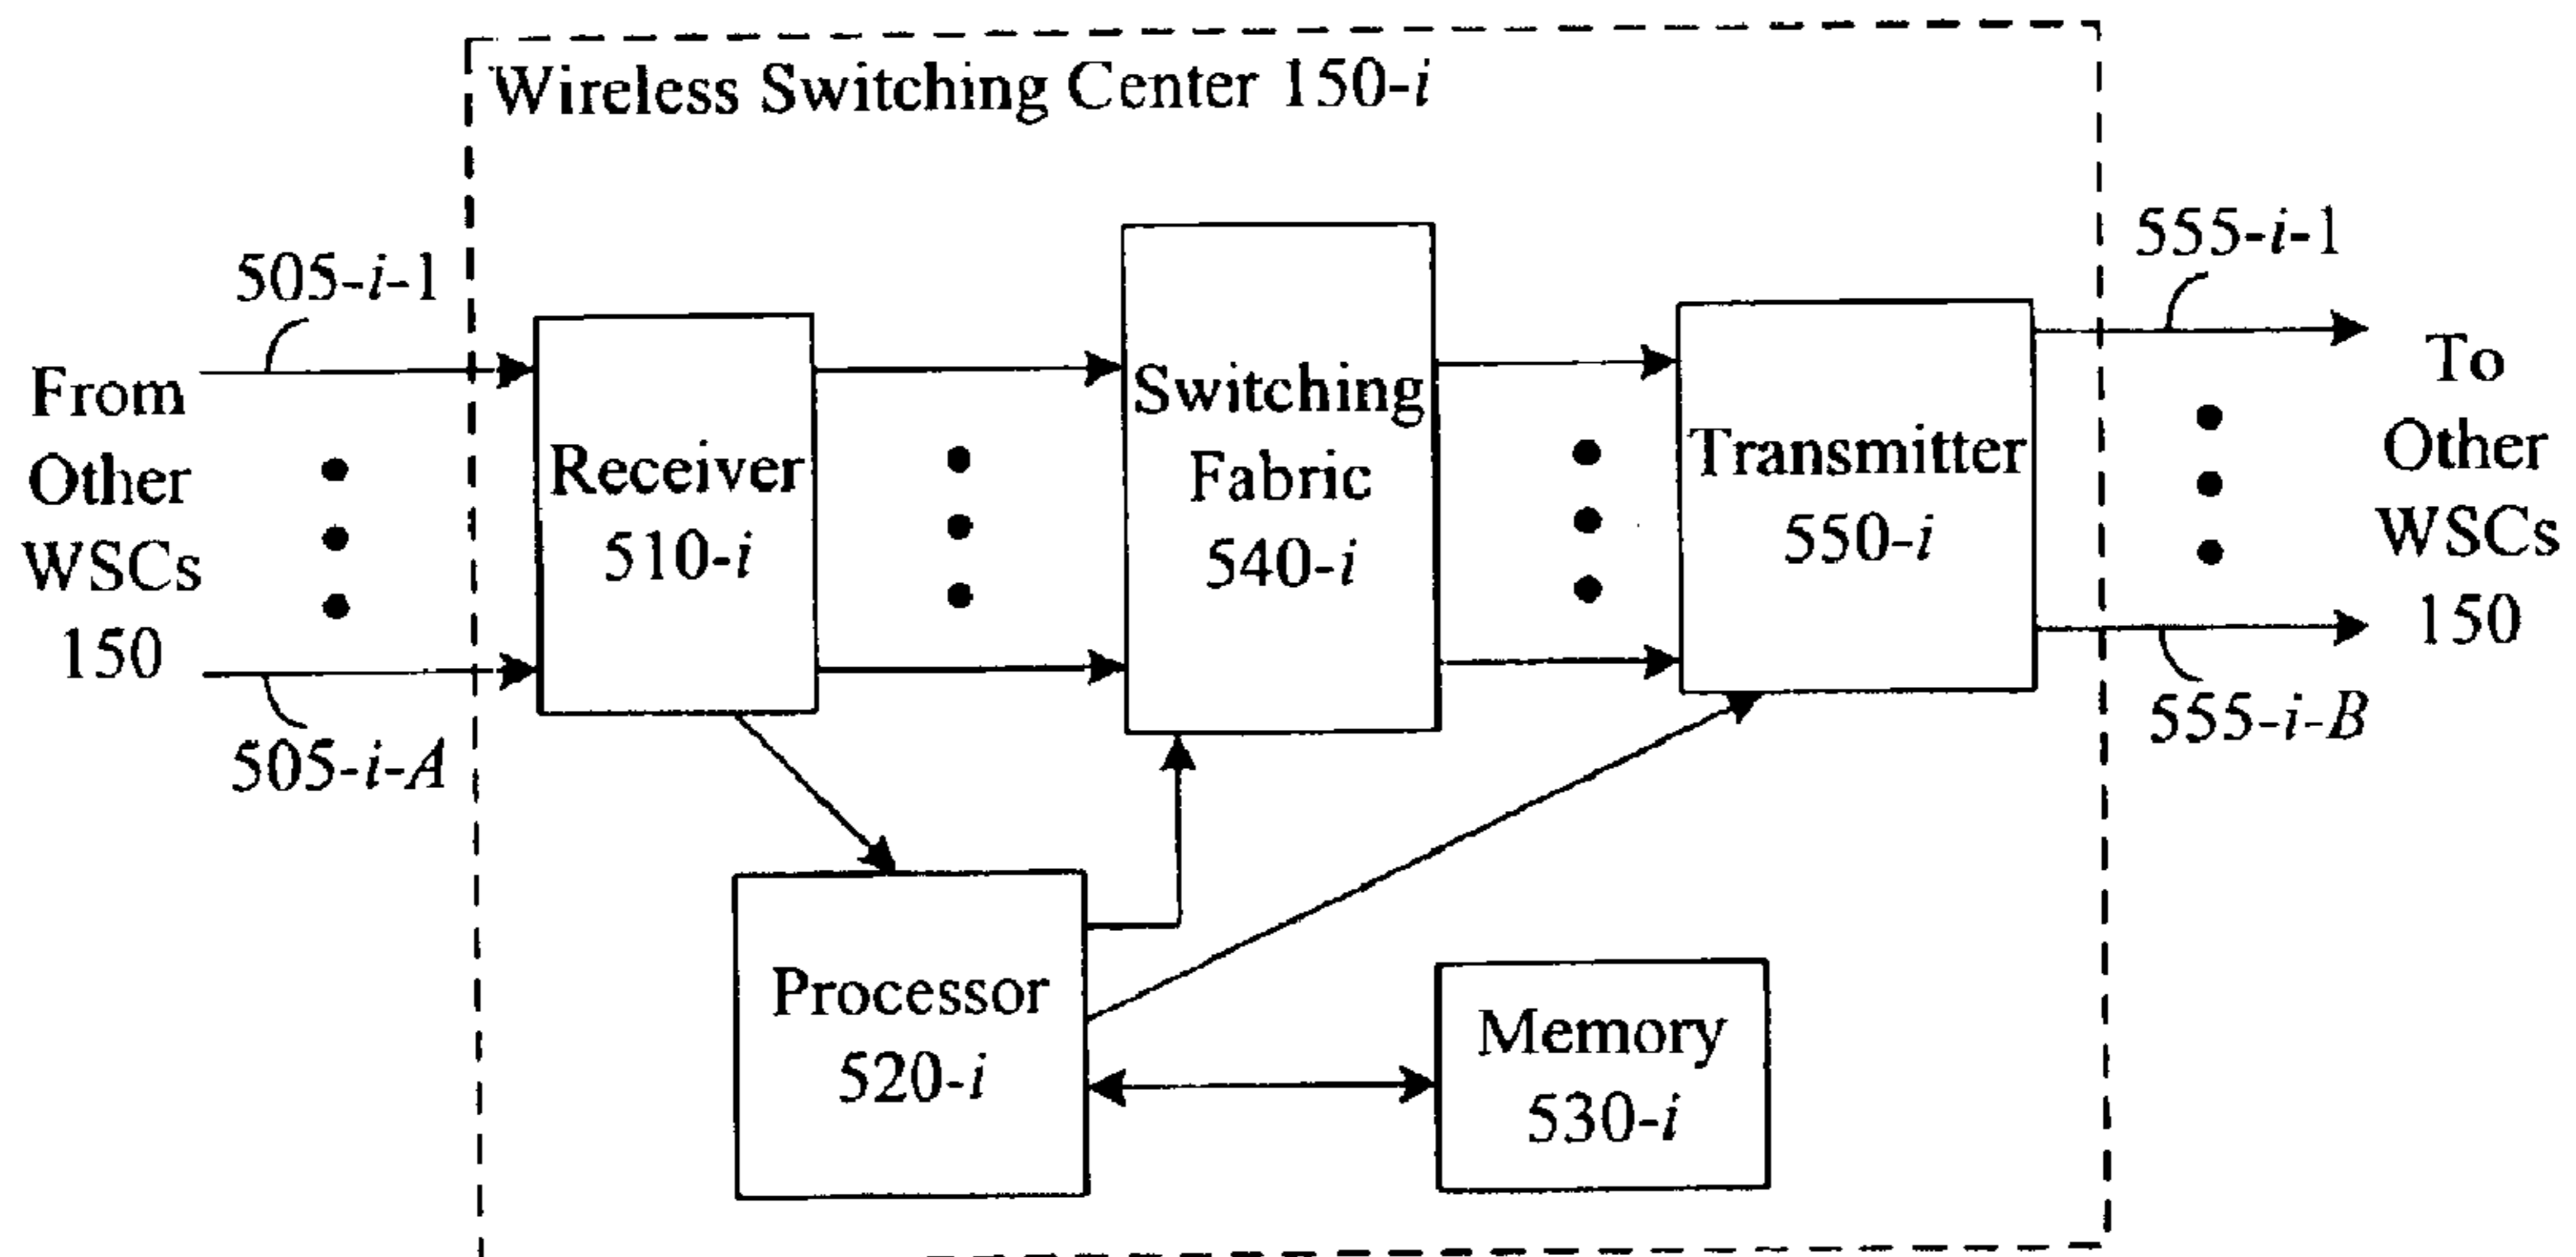 Wireless Switching Center 150-i
505-i-1
From
Other
WSCs
150
505-i-A
Receiver
510-i
Switching
Fabric
540-i
Transmitter
550-i
555-i-1
To
Other
WSCs
150
555-i-B
Processor
520-i
Memory
530-i